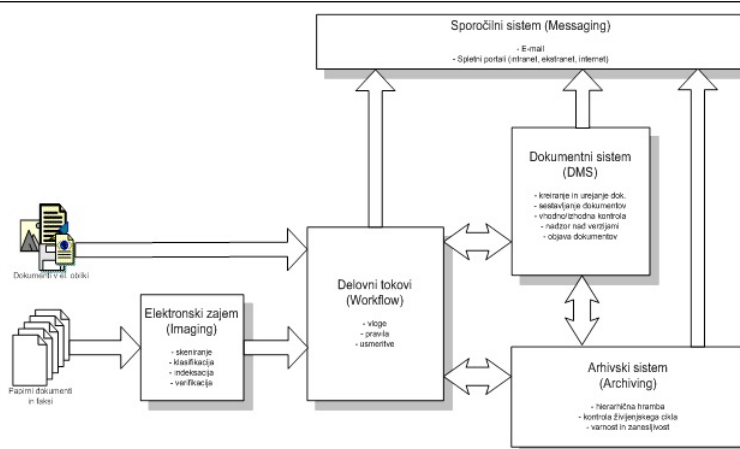 Sporočilni sistem (Messaging)
- E-mail
- Spletni portali (intranet, ekstranet, internet)
Dokumentni sistem
(DMS)
- kreiranje in urejanje dok.
- sestavljanje dokumentov
- vhodno/izhodna kontrola
- nadzor nad verzijami
- objava dokumentov
Dokumenti v el. obliki
Delovni tokovi
(Workflow)
- vloge
- pravila
- usmeritve
Elektronski zajem
(Imaging)
- skeniranje
- klasifikacija
- indeksacija
- verifikacija
Papirni dokumenti
in faksi
Arhivski sistem
(Archiving)
- hierarhična hramba
- kontrola življenjskega cikla
- varnost in zanesljivost